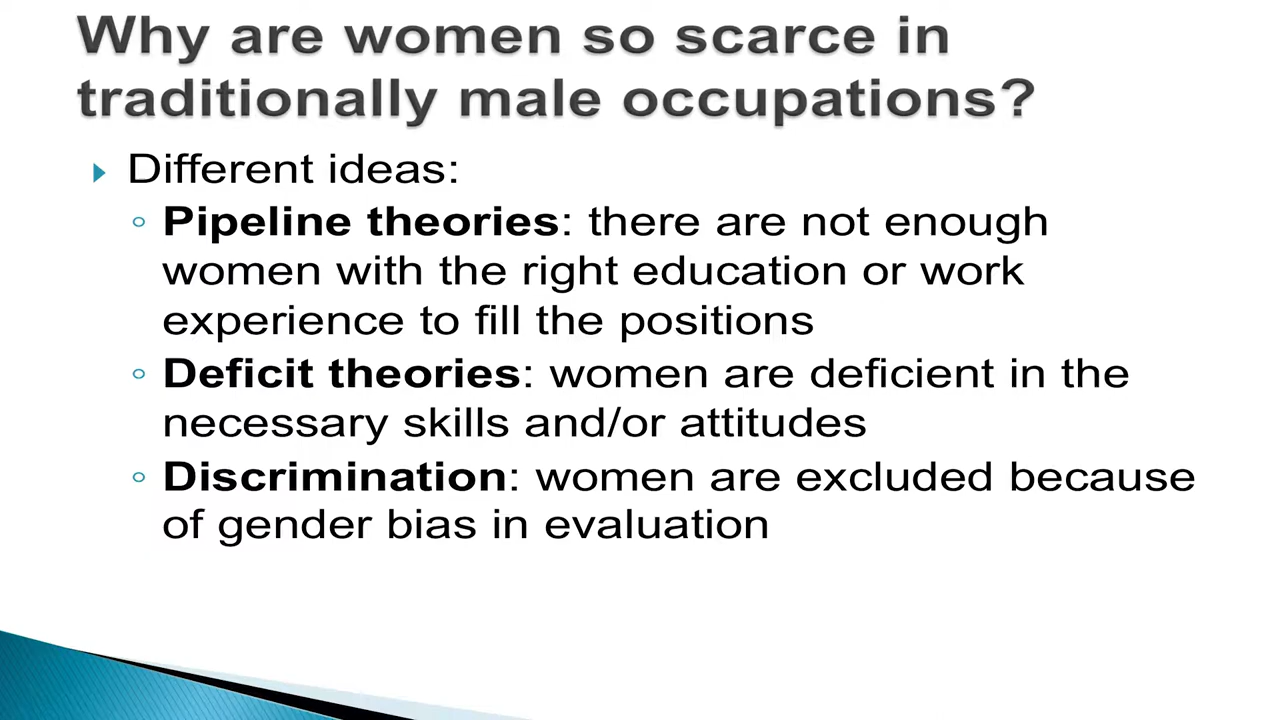 Why are women so scarce in
traditionally male occupations?
Different ideas:
Pipeline theories: there are not enough
women with the right education or work
experience to fill the positions
Deficit theories: women are deficient in the
necessary skills and/or attitudes
Discrimination: women are excluded because
of gender bias in evaluation